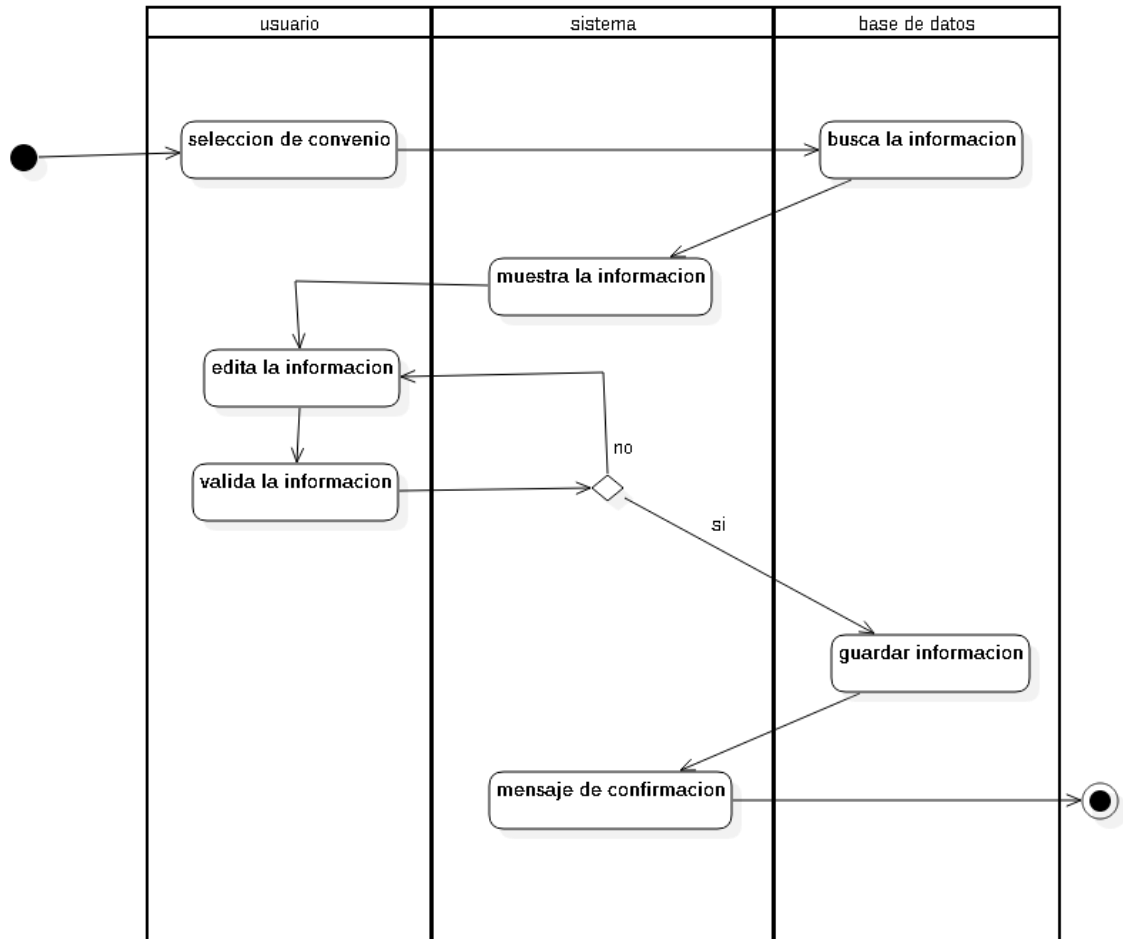 usuario
sistema
base de datos
seleccion de convenio
busca la informacion
muestra la informacion
edita la informacion
no
valida la informacion
si
guardar informacion
mensaje de confirmacion